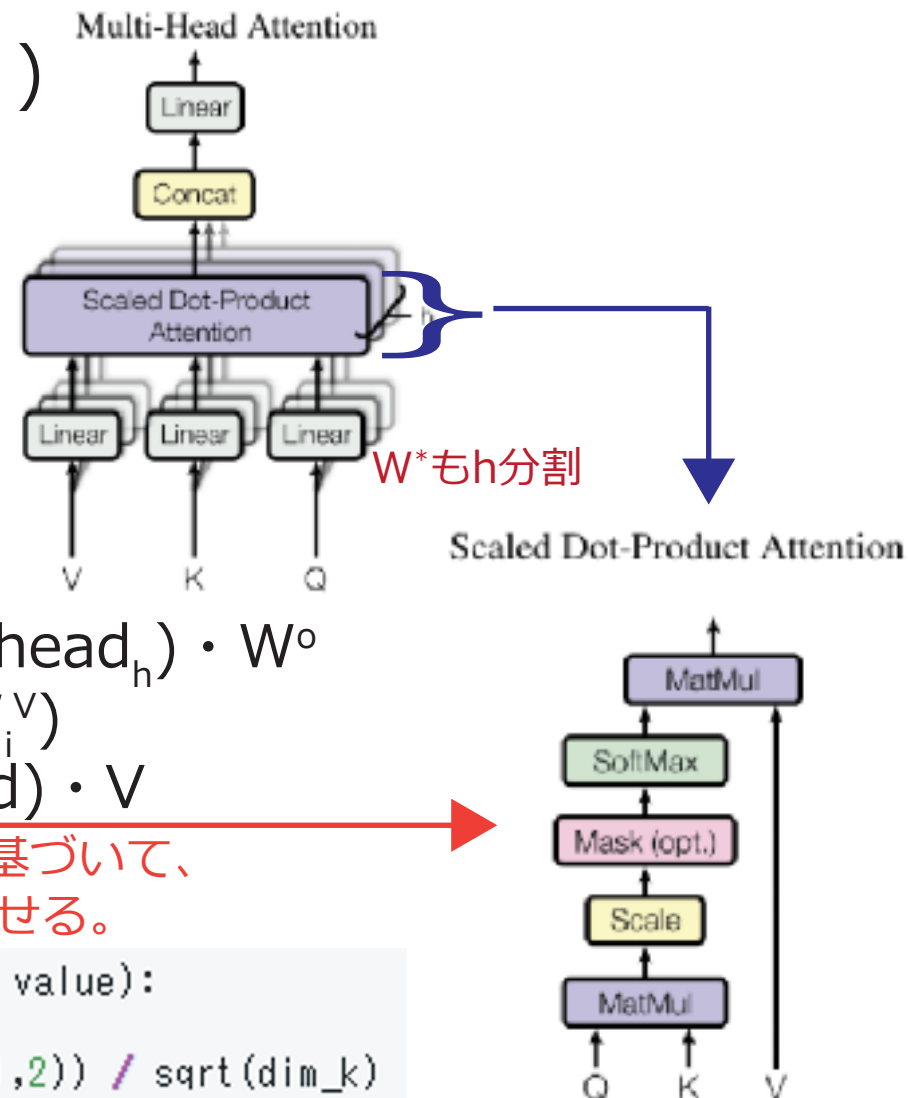 Multi-Head Attention
)
Linear
Concat
Scaled Dot-Product
Attention
h
Linear
Linear
Linear
W*もh分割
V
K
Q
Scaled Dot-Product Attention
head_h)・W^o
V_i)
d)・V
基づいて、
せる。
MatMul
SoftMax
Mask (opt.)
Scale
MatMul
Q
K
V
value):
,2)) / sqrt(dim_k)